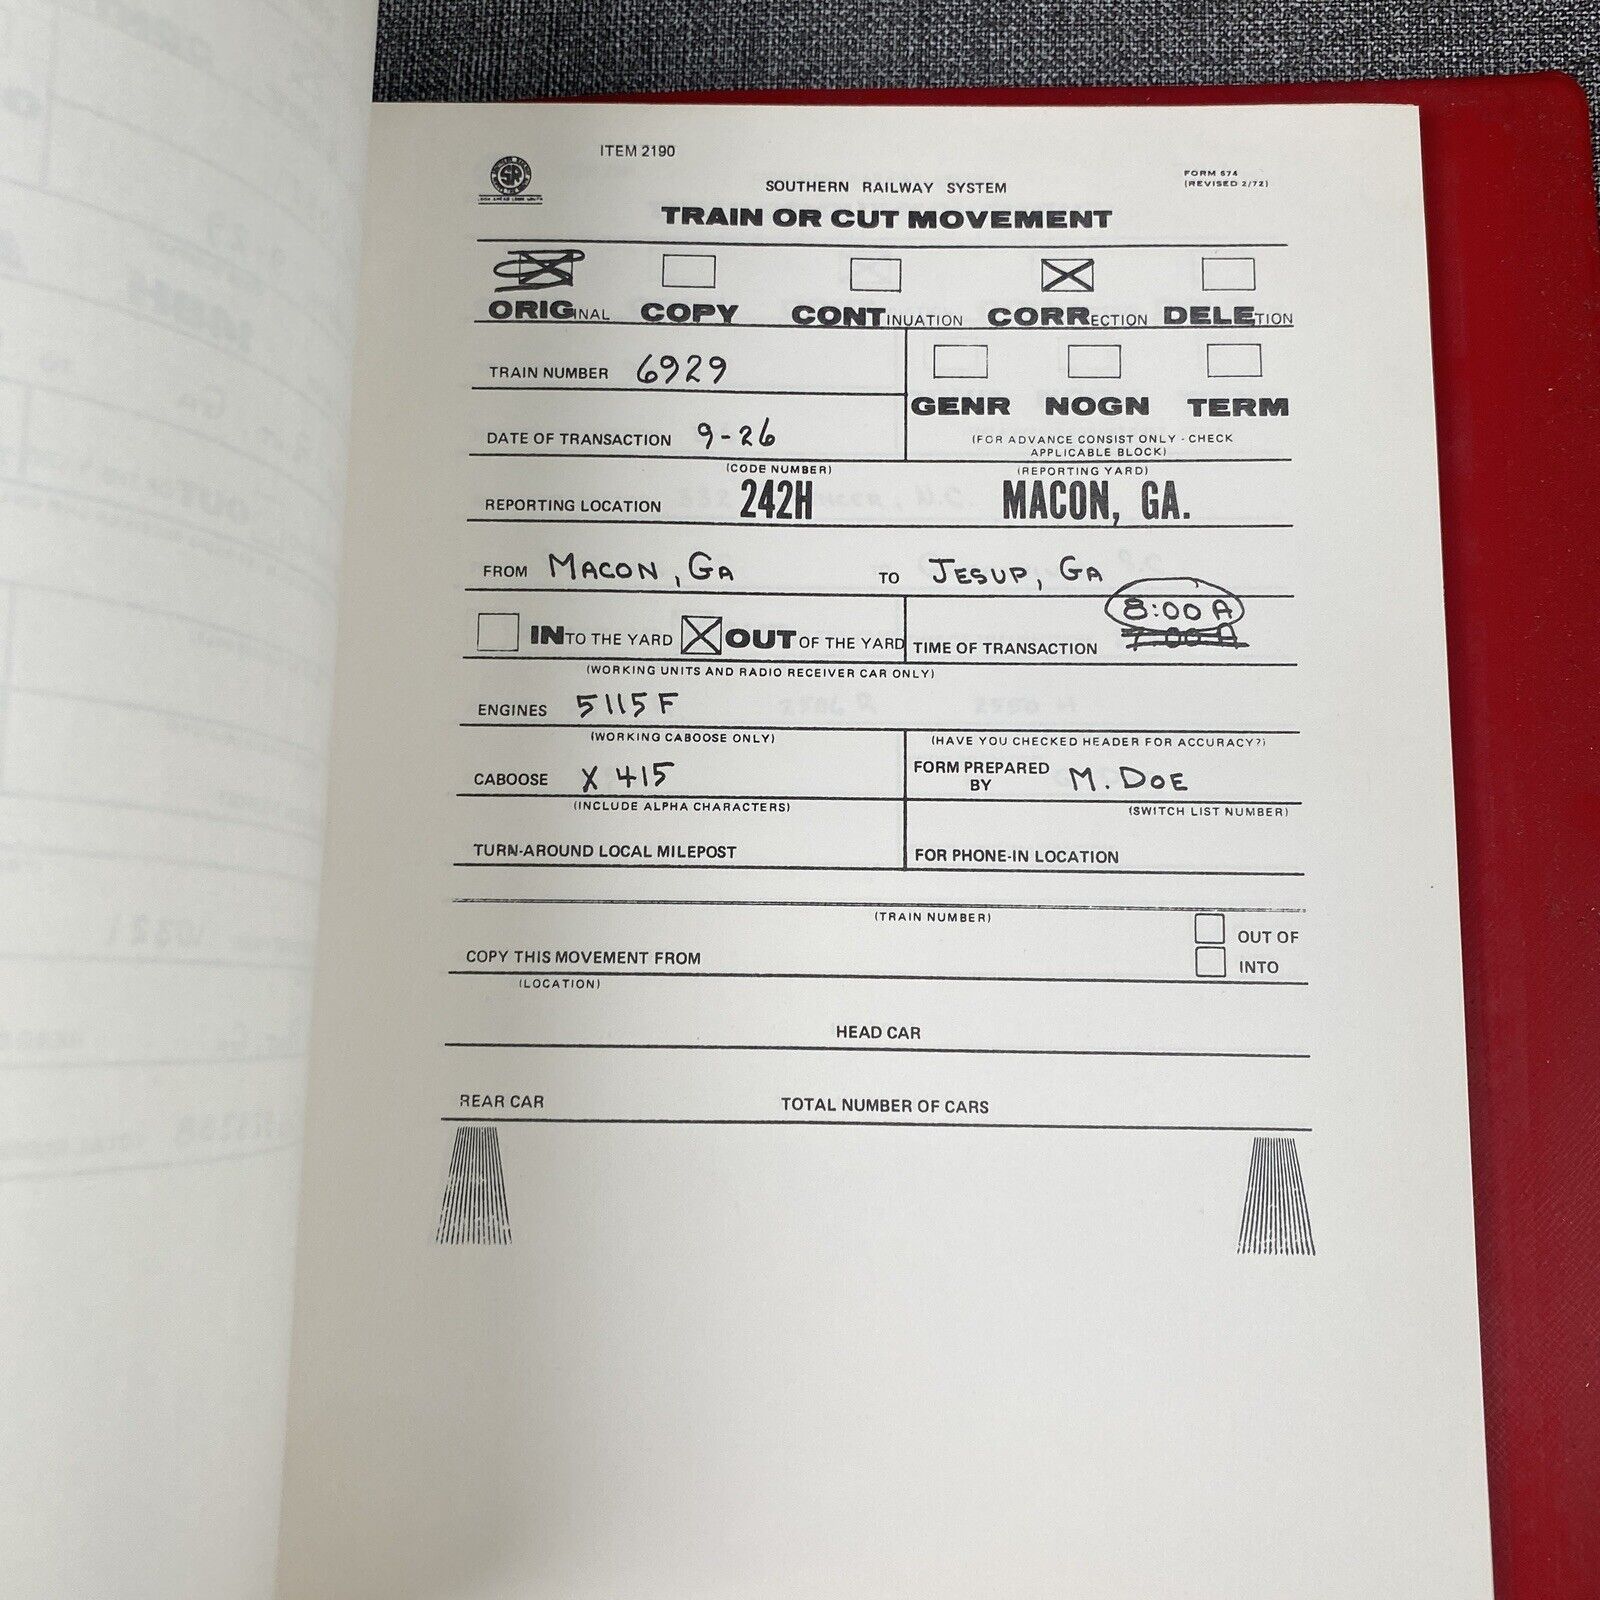 ITEM 2190
FORM 674
(REVISED 2/72)
SR
SOUTHERN RAILWAY SYSTEM
TRAIN OR CUT MOVEMENT
ORIGINAL COPY CONTINUATION CORRECTION DELETION
TRAIN NUMBER 6929
GENR NOGN TERM
DATE OF TRANSACTION 9-26
(FOR ADVANCE CONSIST ONLY - CHECK
APPLICABLE BLOCK)
(CODE NUMBER) (REPORTING YARD)
REPORTING LOCATION 242H MACON, GA.
FROM MACON, GA TO JESUP, GA
8:00 A
INTO THE YARD OUT OF THE YARD TIME OF TRANSACTION 7:00 A
(WORKING UNITS AND RADIO RECEIVER CAR ONLY)
ENGINES 5115 F
(WORKING CABOOSE ONLY) (HAVE YOU CHECKED HEADER FOR ACCURACY?)
CABOOSE X 415 FORM PREPARED
BY M. DOE
(INCLUDE ALPHA CHARACTERS) (SWITCH LIST NUMBER)
TURN-AROUND LOCAL MILEPOST FOR PHONE-IN LOCATION
(TRAIN NUMBER)
OUT OF
COPY THIS MOVEMENT FROM INTO
(LOCATION)
HEAD CAR
REAR CAR TOTAL NUMBER OF CARS